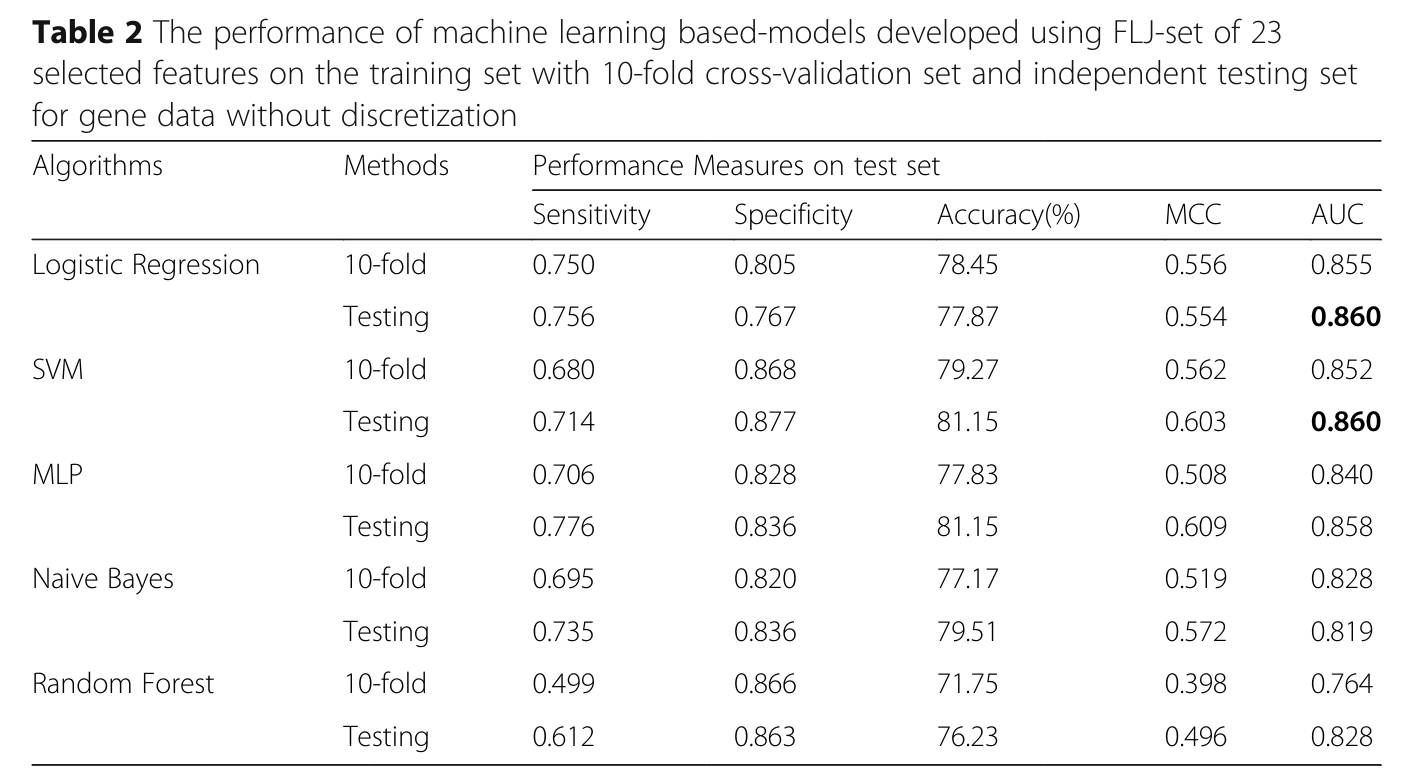 Table 2 The performance of machine learning based-models developed using FLJ-set of 23
selected features on the training set with 10-fold cross-validation set and independent testing set
for gene data without discretization
Algorithms Methods Performance Measures on test set
Sensitivity Specificity Accuracy(%) MCC AUC
Logistic Regression 10-fold 0.750 0.805 78.45 0.556 0.855
Testing 0.756 0.767 77.87 0.554 0.860
SVM 10-fold 0.680 0.868 79.27 0.562 0.852
Testing 0.714 0.877 81.15 0.603 0.860
MLP 10-fold 0.706 0.828 77.83 0.508 0.840
Testing 0.776 0.836 81.15 0.609 0.858
Naive Bayes 10-fold 0.695 0.820 77.17 0.519 0.828
Testing 0.735 0.836 79.51 0.572 0.819
Random Forest 10-fold 0.499 0.866 71.75 0.398 0.764
Testing 0.612 0.863 76.23 0.496 0.828